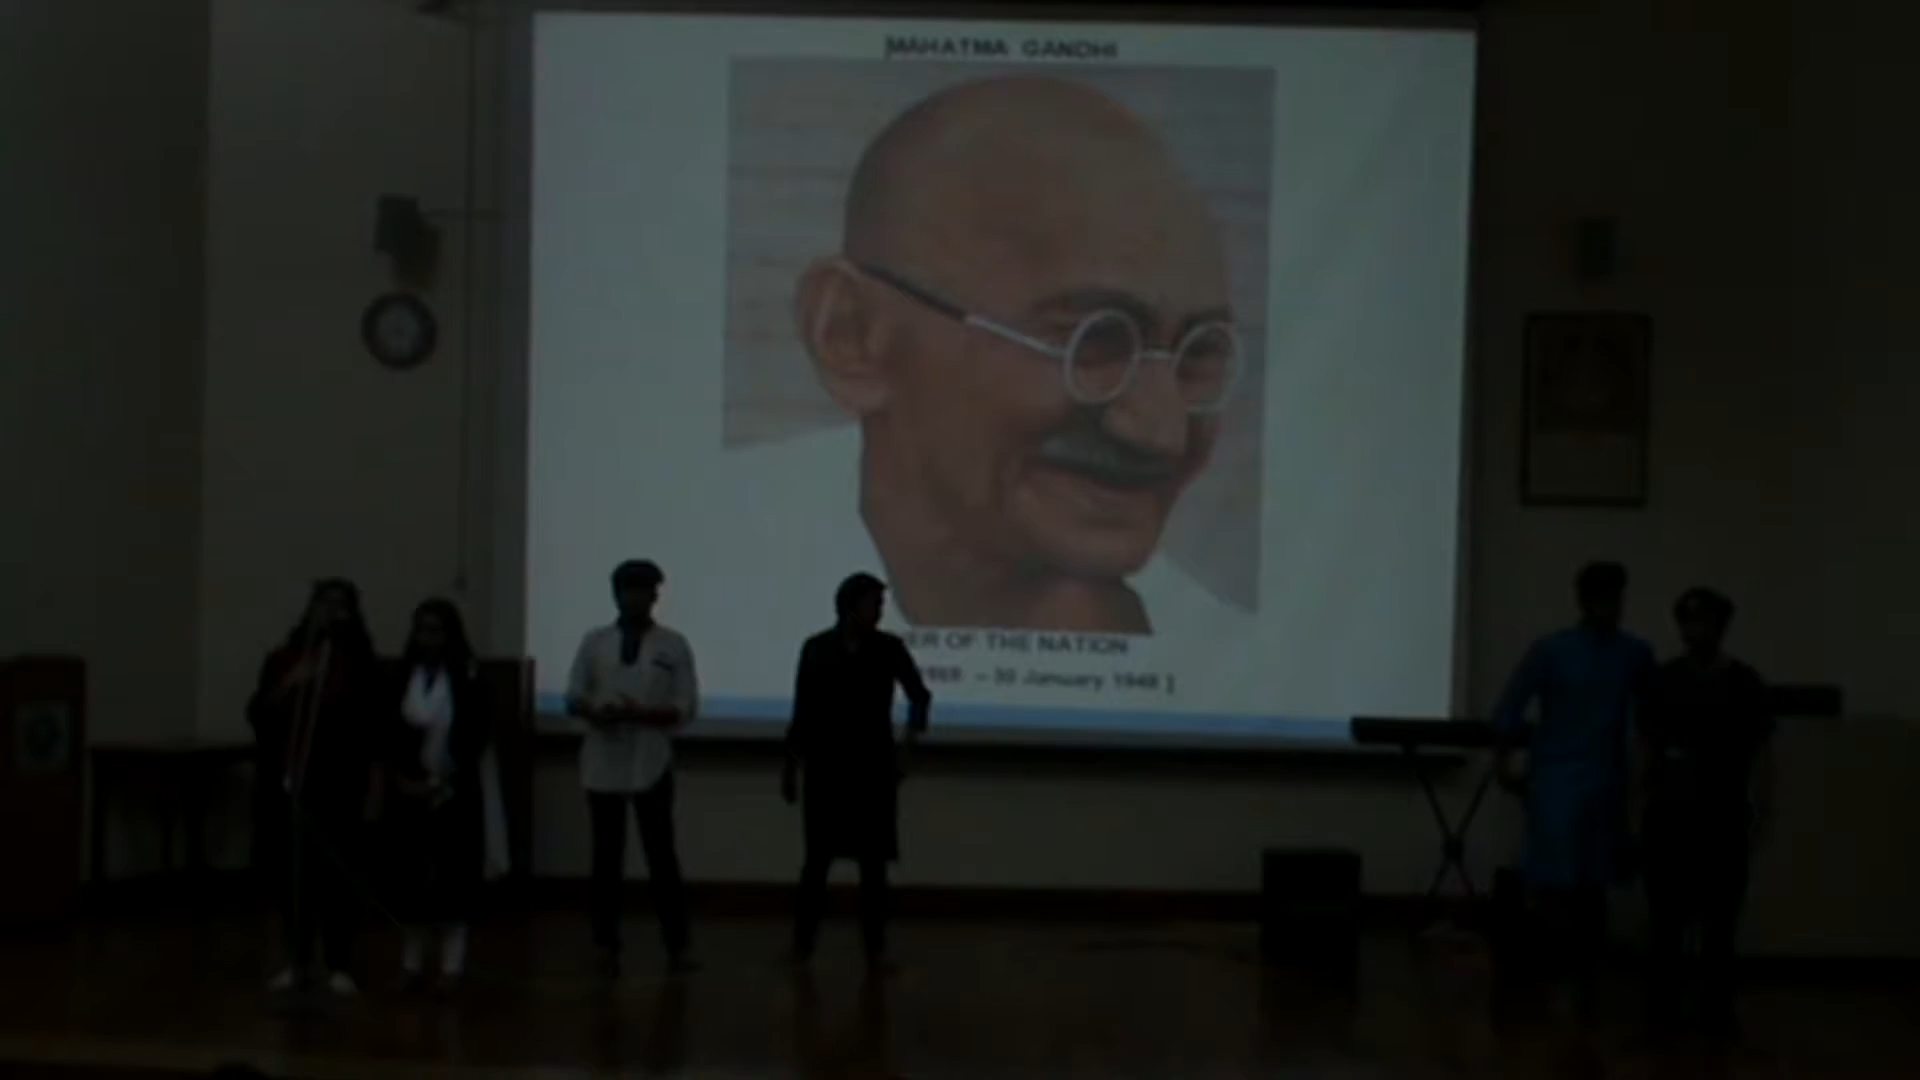 MAHATMA GANDHI
ER OF THE NATION
– 30 January 1948 ]